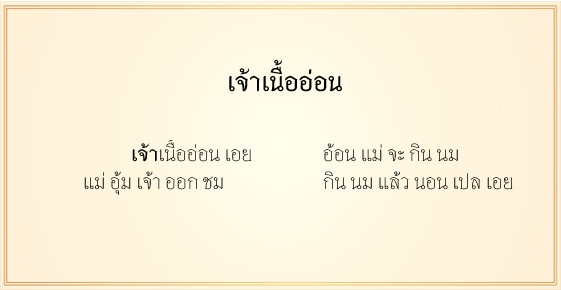 เจ้าเนื้ออ่อน
เจ้าเนื้ออ่อน เอย อ้อน แม่ จะ กิน นม
แม่ อุ้ม เจ้า ออก ชม กิน นม แล้ว นอน เปล เอย